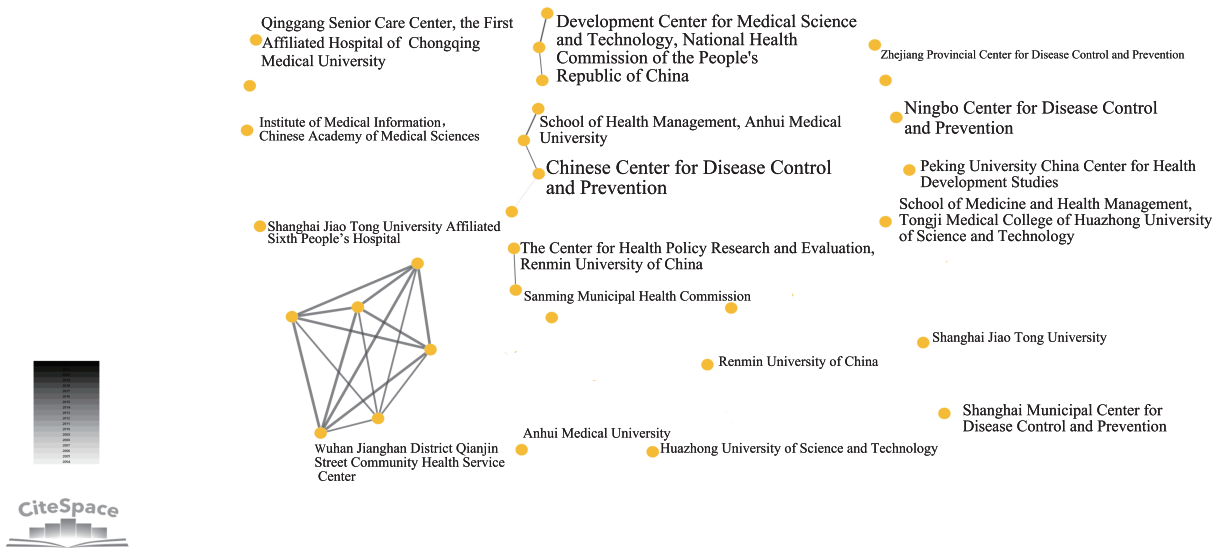 Qinggang Senior Care Center, the First
Affiliated Hospital of Chongqing
Medical University
Institute of Medical Information,
Chinese Academy of Medical Sciences
Shanghai Jiao Tong University Affiliated
Sixth People's Hospital
Wuhan Jianghan District Qianjin
Street Community Health Service
Center
Development Center for Medical Science
and Technology, National Health
Commission of the People's
Republic of China
School of Health Management, Anhui Medical
University
Chinese Center for Disease Control
and Prevention
The Center for Health Policy Research and Evaluation,
Renmin University of China
Sanming Municipal Health Commission
Renmin University of China
Anhui Medical University
Huazhong University of Science and Technology
Zhejiang Provincial Center for Disease Control and Prevention
Ningbo Center for Disease Control
and Prevention
Peking University China Center for Health
Development Studies
School of Medicine and Health Management,
Tongji Medical College of Huazhong University
of Science and Technology
Shanghai Jiao Tong University
Shanghai Municipal Center for
Disease Control and Prevention
CiteSpace